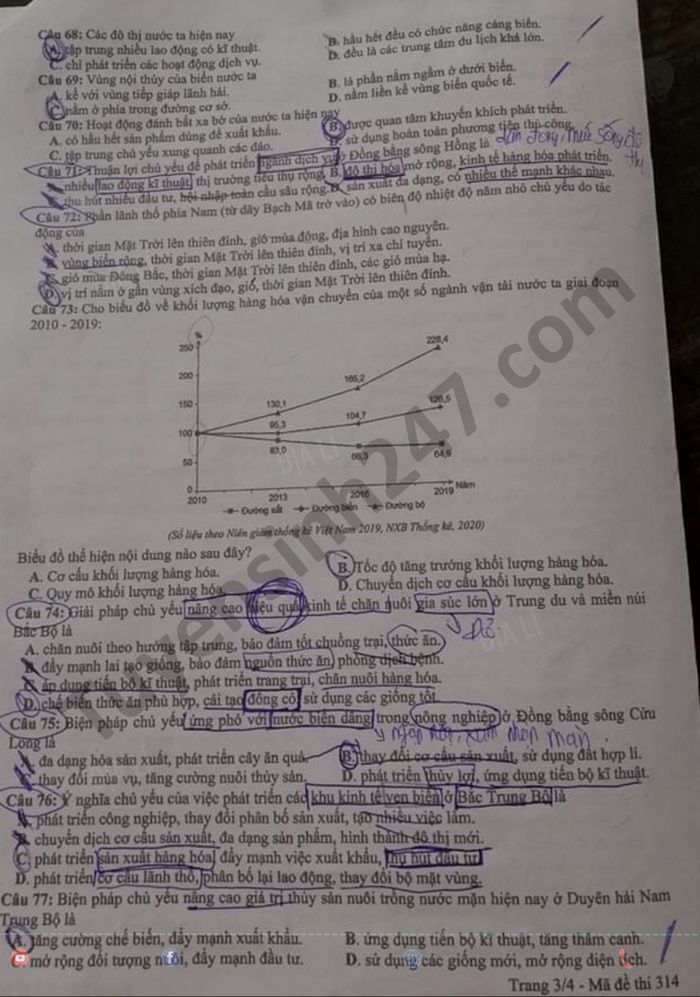 Câu 68: Các đô thị nước ta hiện nay
A. tập trung nhiều lao động có kĩ thuật.
B. hầu hết đều có chức năng cảng biển.
C. chỉ phát triển các hoạt động dịch vụ.
D. đều là các trung tâm du lịch khá lớn.
Câu 69: Vùng nội thủy của biển nước ta
A. kề với vùng tiếp giáp lãnh hải.
B. là phần nằm ngầm ở dưới biển.
C. nằm ở phía trong đường cơ sở.
D. nằm liền kề vùng biển quốc tế.
Câu 70: Hoạt động đánh bắt xa bờ của nước ta hiện nay
A. có hầu hết sản phẩm dùng để xuất khẩu.
B. được quan tâm khuyến khích phát triển.
C. tập trung chủ yếu xung quanh các đảo.
D. sử dụng hoàn toàn phương tiện thủ công.
Câu 71: Thuận lợi chủ yếu để phát triển ngành dịch vụ ở Đồng bằng sông Hồng là
A. nhiều lao động kĩ thuật, thị trường tiêu thụ rộng.
B. đô thị hóa mở rộng, kinh tế hàng hóa phát triển.
C. thu hút nhiều đầu tư, hội nhập toàn cầu sâu rộng.
D. sản xuất đa dạng, có nhiều thế mạnh khác nhau.
Câu 72: Phần lãnh thổ phía Nam (từ dãy Bạch Mã trở vào) có biên độ nhiệt độ năm nhỏ chủ yếu do tác
động của
A. thời gian Mặt Trời lên thiên đỉnh, gió mùa đông, địa hình cao nguyên.
B. vùng biển rộng, thời gian Mặt Trời lên thiên đỉnh, vị trí xa chí tuyến.
C. gió mùa Đông Bắc, thời gian Mặt Trời lên thiên đỉnh, các gió mùa hạ.
D. vị trí nằm ở gần vùng xích đạo, gió, thời gian Mặt Trời lên thiên đỉnh.
Câu 73: Cho biểu đồ về khối lượng hàng hóa vận chuyển của một số ngành vận tải nước ta giai đoạn
2010 - 2019:
%
250
200
150
100
50
0
228,4
165,2
130,1
126,5
104,7
95,3
83,0
66,3
64,9
2010 2013 2016 2019 Năm
Đường sắt Đường biển Đường bộ
(Số liệu theo Niên giám thống kê Việt Nam 2019, NXB Thống kê, 2020)
Biểu đồ thể hiện nội dung nào sau đây?
A. Cơ cấu khối lượng hàng hóa.
B. Tốc độ tăng trưởng khối lượng hàng hóa.
C. Quy mô khối lượng hàng hóa.
D. Chuyển dịch cơ cấu khối lượng hàng hóa.
Câu 74: Giải pháp chủ yếu nâng cao hiệu quả kinh tế chăn nuôi gia súc lớn ở Trung du và miền núi
Bắc Bộ là
A. chăn nuôi theo hướng tập trung, bảo đảm tốt chuồng trại, thức ăn.
B. đẩy mạnh lai tạo giống, bảo đảm nguồn thức ăn, phòng dịch bệnh.
C. áp dụng tiến bộ kĩ thuật, phát triển trang trại, chăn nuôi hàng hóa.
D. chế biến thức ăn phù hợp, cải tạo đồng cỏ, sử dụng các giống tốt.
Câu 75: Biện pháp chủ yếu ứng phó với nước biển dâng trong nông nghiệp ở Đồng bằng sông Cửu
Long là
A. đa dạng hóa sản xuất, phát triển cây ăn quả.
B. thay đổi cơ cấu sản xuất, sử dụng đất hợp lí.
C. thay đổi mùa vụ, tăng cường nuôi thủy sản.
D. phát triển thủy lợi, ứng dụng tiến bộ kĩ thuật.
Câu 76: Ý nghĩa chủ yếu của việc phát triển các khu kinh tế ven biển ở Bắc Trung Bộ là
A. phát triển công nghiệp, thay đổi phân bố sản xuất, tạo nhiều việc làm.
B. chuyển dịch cơ cấu sản xuất, đa dạng sản phẩm, hình thành đô thị mới.
C. phát triển sản xuất hàng hóa, đẩy mạnh việc xuất khẩu, thu hút đầu tư.
D. phát triển cơ cấu lãnh thổ, phân bố lại lao động, thay đổi bộ mặt vùng.
Câu 77: Biện pháp chủ yếu nâng cao giá trị thủy sản nuôi trồng nước mặn hiện nay ở Duyên hải Nam
Trung Bộ là
A. tăng cường chế biến, đẩy mạnh xuất khẩu.
B. ứng dụng tiến bộ kĩ thuật, tăng thâm canh.
C. mở rộng đối tượng nuôi, đẩy mạnh đầu tư.
D. sử dụng các giống mới, mở rộng diện tích.
Trang 3/4 - Mã đề thi 314
Tuyensinh247.com